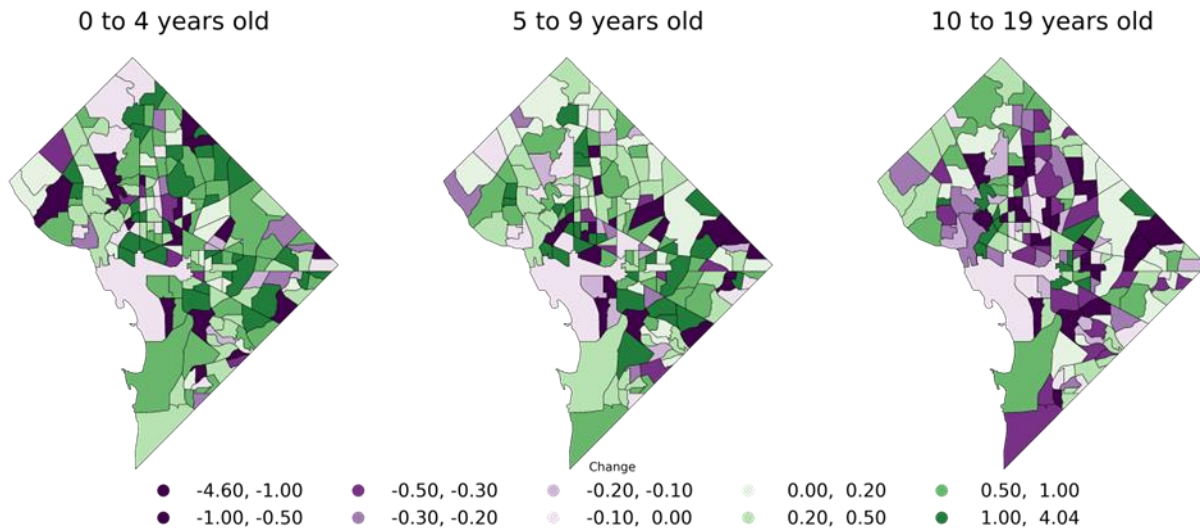 0 to 4 years old 5 to 9 years old 10 to 19 years old
Change
-4.60, -1.00 -0.50, -0.30 -0.20, -0.10 0.00, 0.20 0.50, 1.00
-1.00, -0.50 -0.30, -0.20 -0.10, 0.00 0.20, 0.50 1.00, 4.04